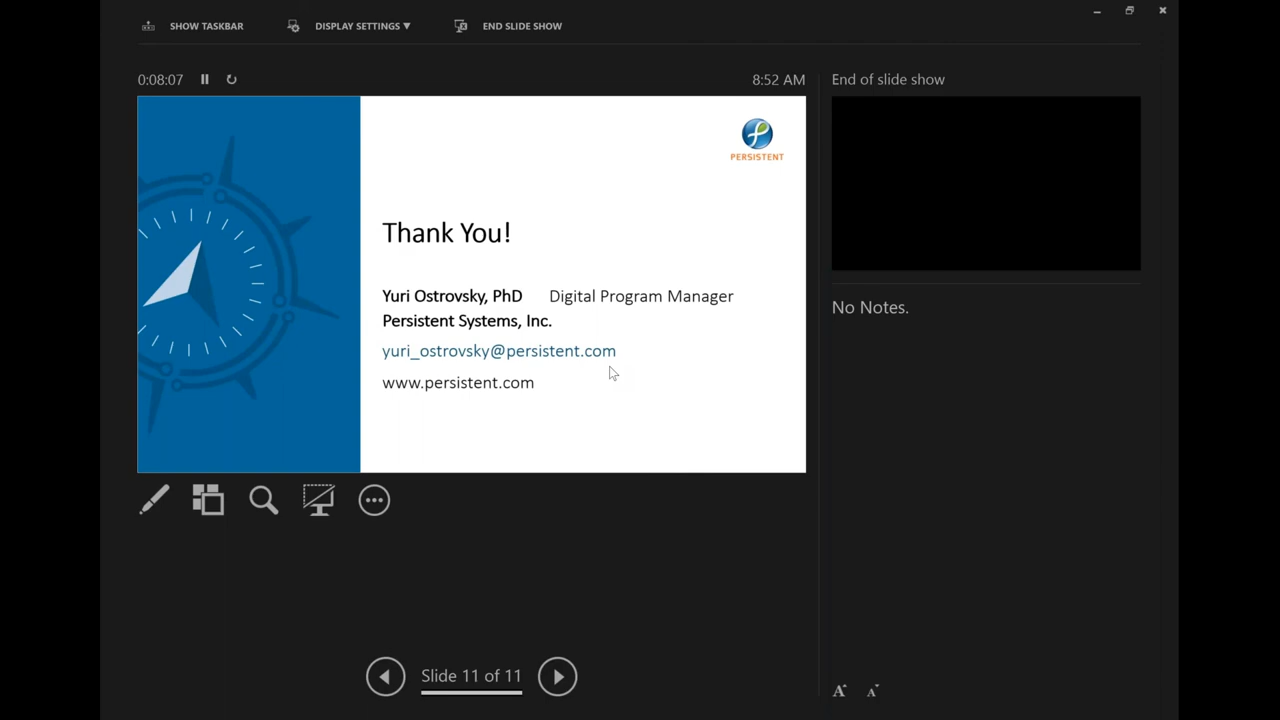 SHOW TASKBAR DISPLAY SETTINGS ▼ END SLIDE SHOW
0:08:07 8:52 AM
PERSISTENT
Thank You!
Yuri Ostrovsky, PhD Digital Program Manager
Persistent Systems, Inc.
yuri_ostrovsky@persistent.com
www.persistent.com
Slide 11 of 11
End of slide show
No Notes.
A A